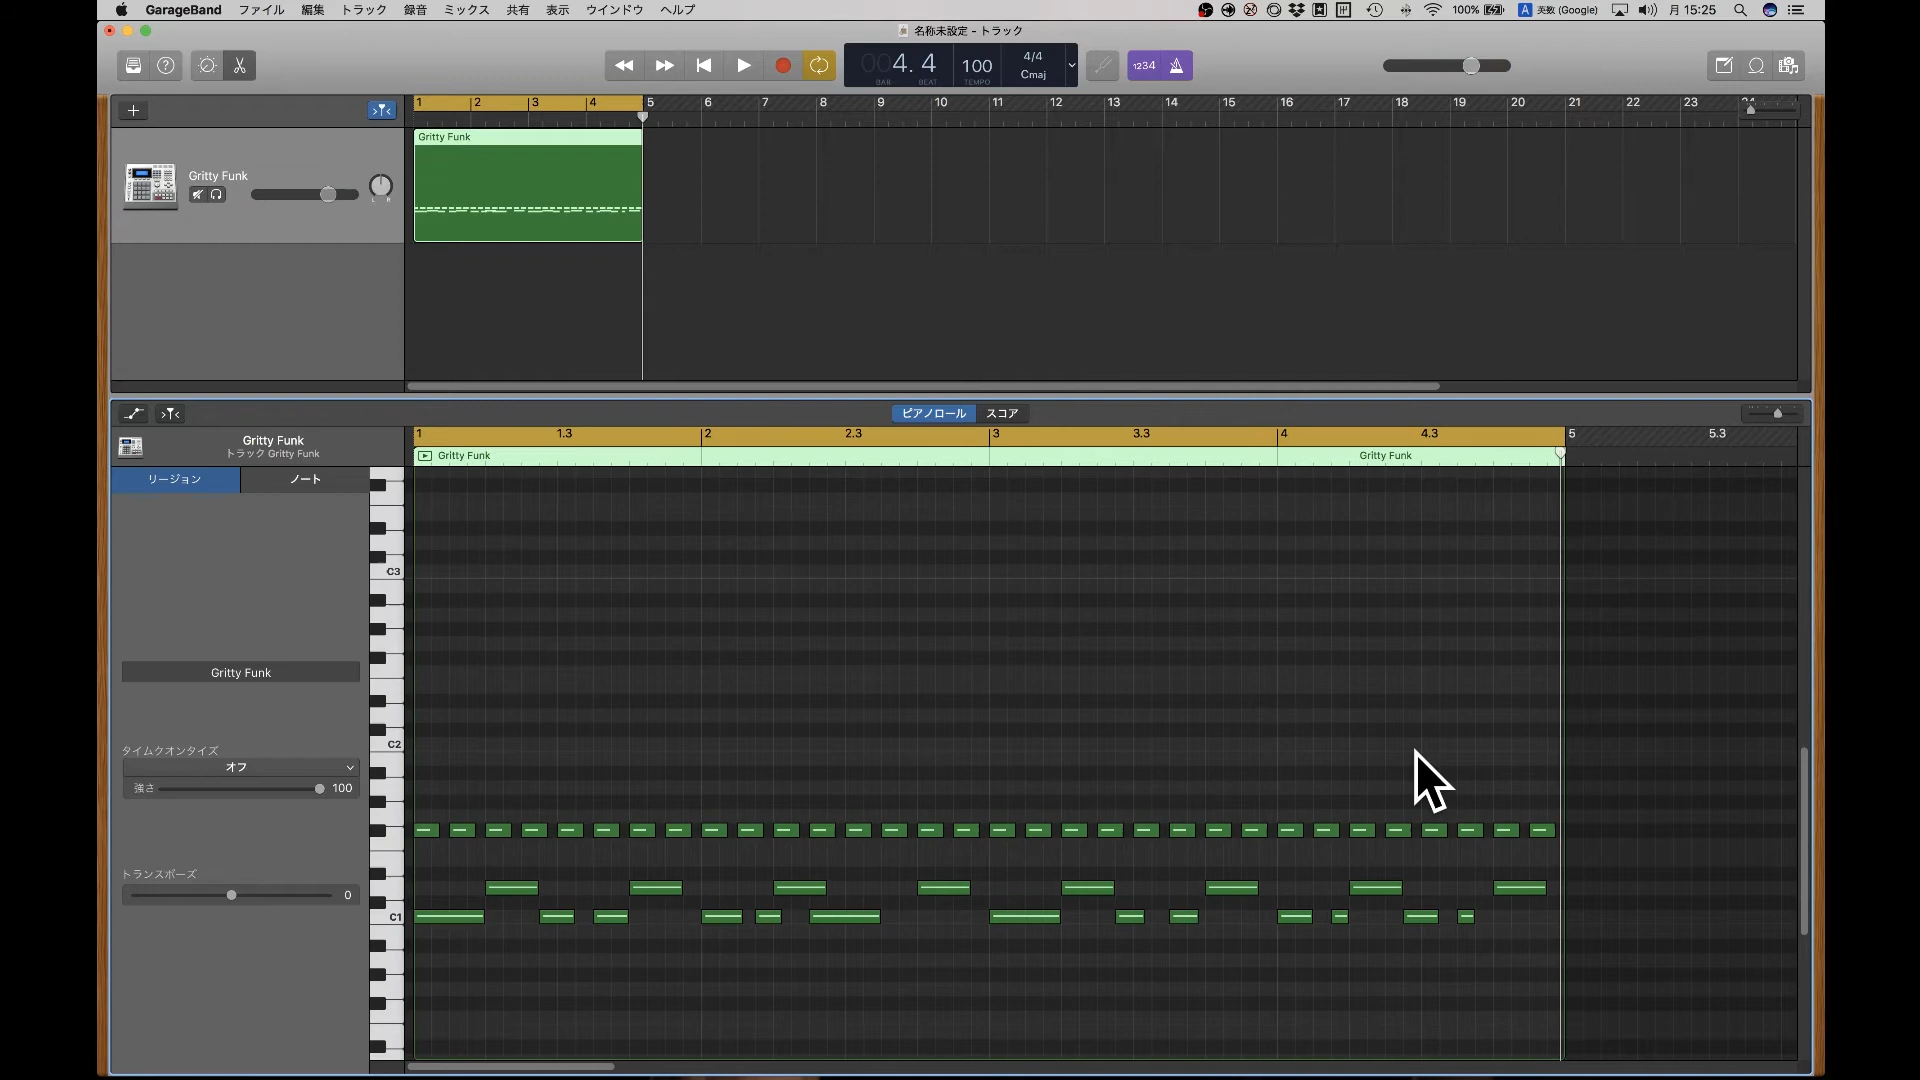 GarageBand ファイル 編集 トラック 録音 ミックス 共有 表示 ウインドウ ヘルプ 100% A 英数 (Google) 月 15:25
名称未設定 - トラック
004. 4 100 4/4 1234
BAR BEAT TEMPO Cmaj
1 2 3 4 5 6 7 8 9 10 11 12 13 14 15 16 17 18 19 20 21 22 23 24
Gritty Funk
Gritty Funk
L R
ピアノロール スコア
Gritty Funk
トラック Gritty Funk
1 1.3 2 2.3 3 3.3 4 4.3 5 5.3
Gritty Funk Gritty Funk
リージョン ノート
C3
Gritty Funk
C2
タイムクオンタイズ
オフ
強さ 100
トランスポーズ
0
C1